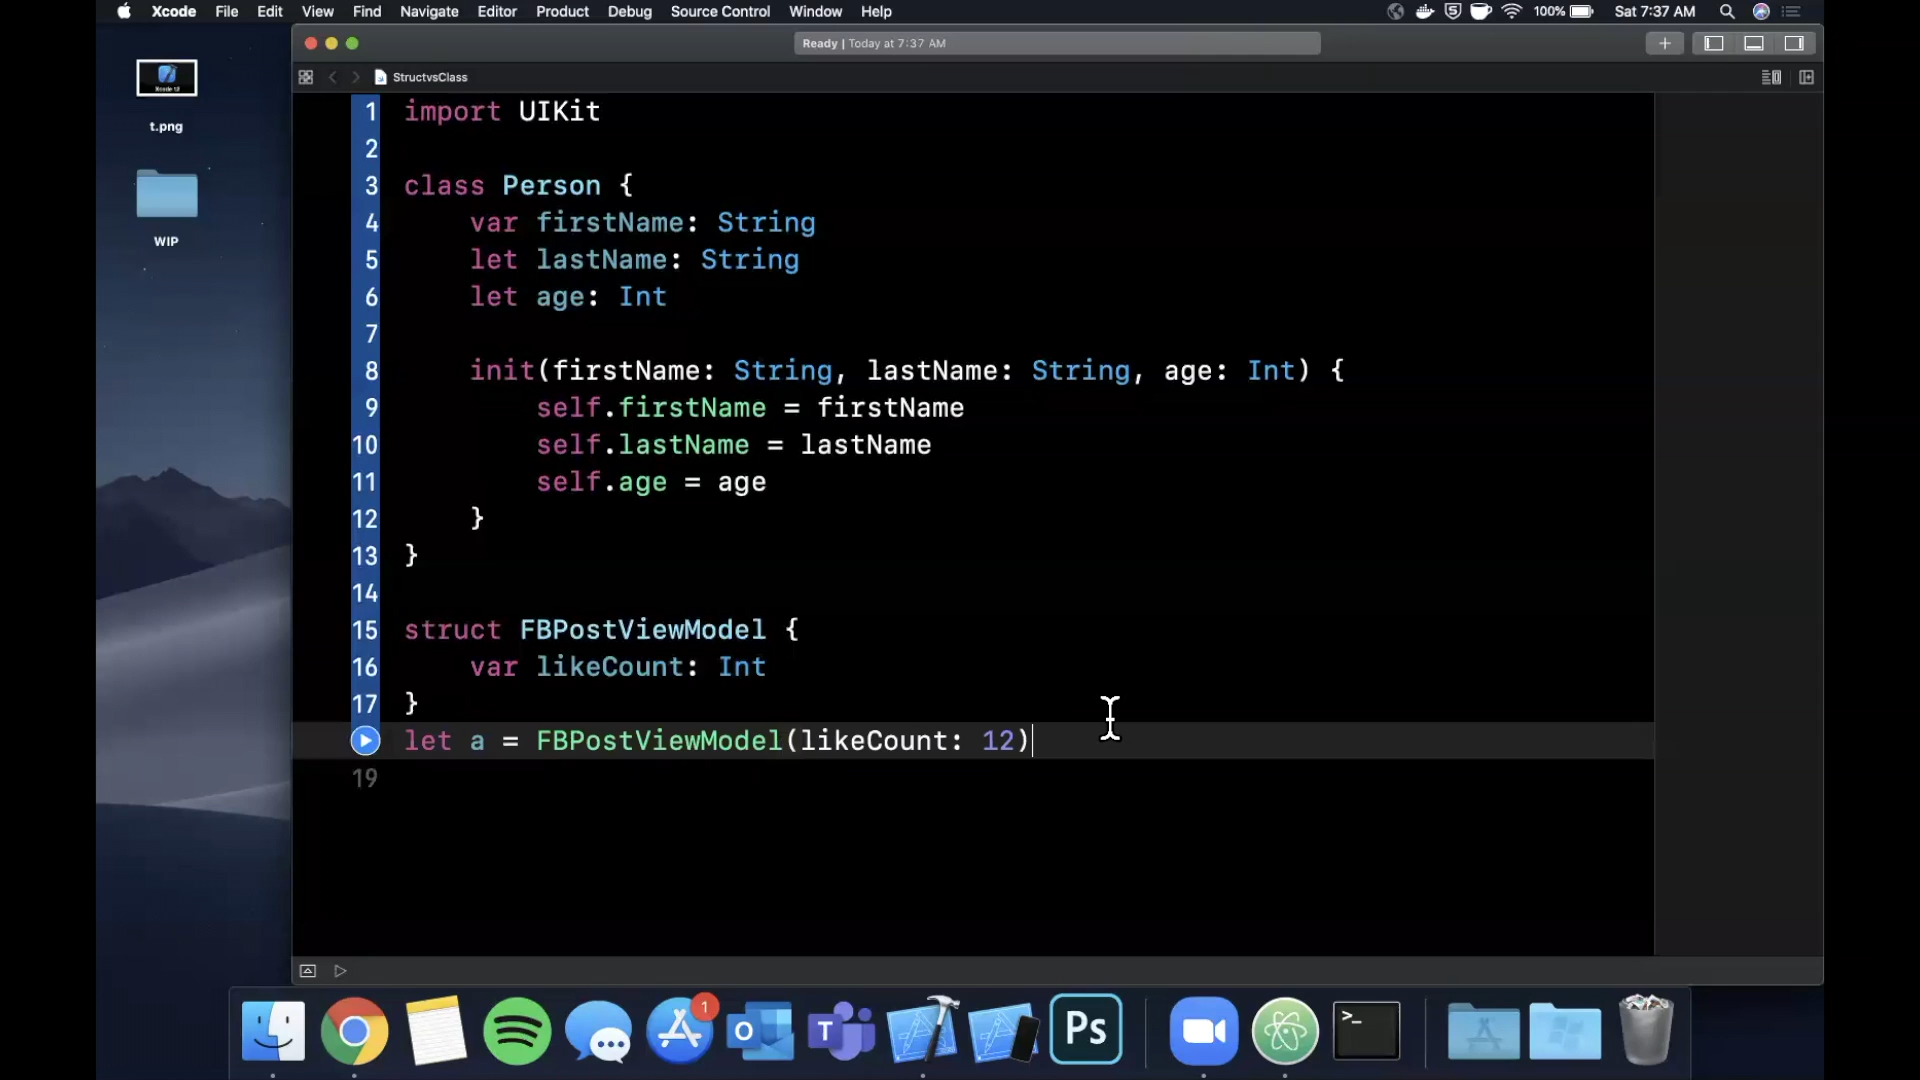 Xcode File Edit View Find Navigate Editor Product Debug Source Control Window Help 100% Sat 7:37 AM
Ready | Today at 7:37 AM
StructvsClass
t.png
WIP
1 import UIKit
2
3 class Person {
4 var firstName: String
5 let lastName: String
6 let age: Int
7
8 init(firstName: String, lastName: String, age: Int) {
9 self.firstName = firstName
10 self.lastName = lastName
11 self.age = age
12 }
13 }
14
15 struct FBPostViewModel {
16 var likeCount: Int
17 }
let a = FBPostViewModel(likeCount: 12)
19
1
O
T
Ps
>_